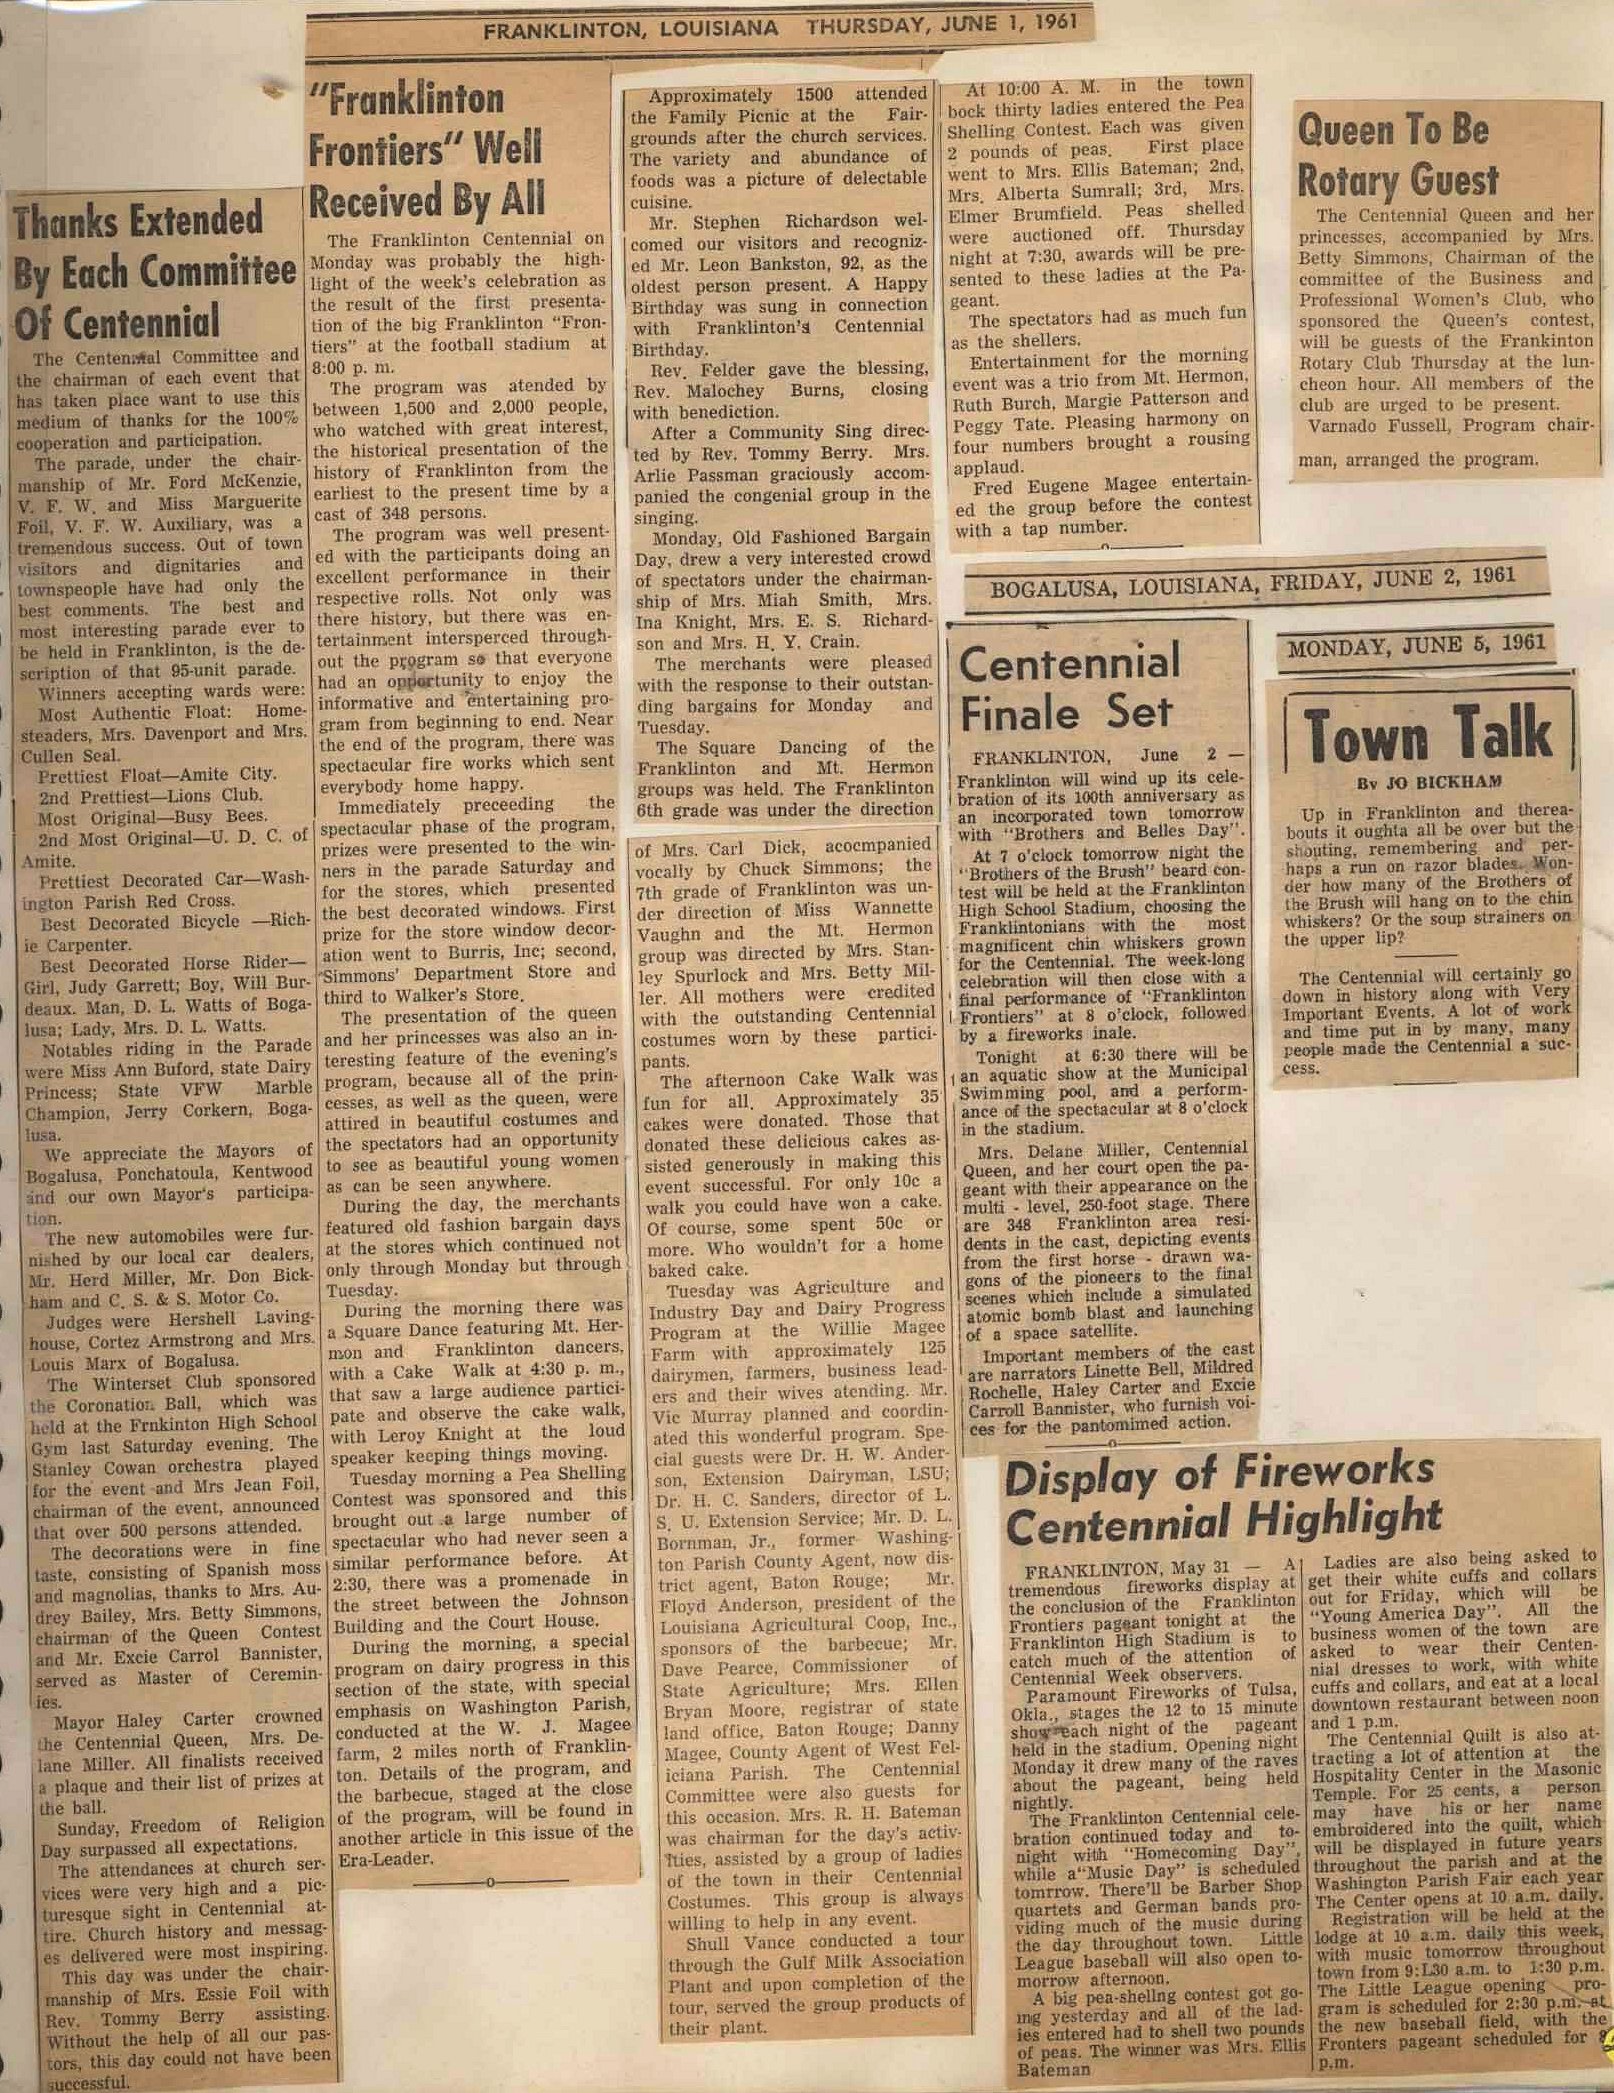 FRANKLINTON, LOUISIANA THURSDAY, JUNE 1, 1961
Thanks Extended
By Each Committee
Of Centennial
The Centennial Committee and
the chairman of each event that
has taken place want to use this
medium of thanks for the 100%
cooperation and participation.
The parade, under the chair-
manship of Mr. Ford McKenzie,
V. F. W. and Miss Marguerite
Foil, V. F. W. Auxiliary, was a
tremendous success. Out of town
visitors and dignitaries and
townspeople have had only the
best comments. The best and
most interesting parade ever to
be held in Franklinton, is the de-
scription of that 95-unit parade.
Winners accepting wards were:
Most Authentic Float: Home-
steaders, Mrs. Davenport and Mrs.
Cullen Seal.
Prettiest Float—Amite City.
2nd Prettiest—Lions Club.
Most Original—Busy Bees.
2nd Most Original—U. D. C. of
Amite.
Prettiest Decorated Car—Wash-
ington Parish Red Cross.
Best Decorated Bicycle —Rich-
ie Carpenter.
Best Decorated Horse Rider—
Girl, Judy Garrett; Boy, Will Bur-
deaux. Man, D. L. Watts of Boga-
lusa; Lady, Mrs. D. L. Watts.
Notables riding in the Parade
were Miss Ann Buford, state Dairy
Princess; State VFW Marble
Champion, Jerry Corkern, Boga-
lusa.
We appreciate the Mayors of
Bogalusa, Ponchatoula, Kentwood
and our own Mayor's participa-
tion.
The new automobiles were fur-
nished by our local car dealers,
Mr. Herd Miller, Mr. Don Bick-
ham and C. S. & S. Motor Co.
Judges were Hershell Laving-
house, Cortez Armstrong and Mrs.
Louis Marx of Bogalusa.
The Winterset Club sponsored
the Coronation Ball, which was
held at the Frnkinton High School
Gym last Saturday evening. The
Stanley Cowan orchestra played
for the event and Mrs Jean Foil,
chairman of the event, announced
that over 500 persons attended.
The decorations were in fine
taste, consisting of Spanish moss
and magnolias, thanks to Mrs. Au-
drey Bailey, Mrs. Betty Simmons,
chairman of the Queen Contest
and Mr. Excie Carrol Bannister,
served as Master of Ceremin-
ies.
Mayor Haley Carter crowned
the Centennial Queen, Mrs. De-
lane Miller. All finalists received
a plaque and their list of prizes at
the ball.
Sunday, Freedom of Religion
Day surpassed all expectations.
The attendances at church ser-
vices were very high and a pic-
turesque sight in Centennial at-
tire. Church history and messag-
es delivered were most inspiring.
This day was under the chair-
manship of Mrs. Essie Foil with
Rev. Tommy Berry assisting.
Without the help of all our pas-
tors, this day could not have been
successful.
"Franklinton
Frontiers" Well
Received By All
The Franklinton Centennial on
Monday was probably the high-
light of the week's celebration as
the result of the first presenta-
tion of the big Franklinton "Fron-
tiers" at the football stadium at
8:00 p. m.
The program was atended by
between 1,500 and 2,000 people,
who watched with great interest,
the historical presentation of the
history of Franklinton from the
earliest to the present time by a
cast of 348 persons.
The program was well present-
ed with the participants doing an
excellent performance in their
respective rolls. Not only was
there history, but there was en-
tertainment intersperced through-
out the program so that everyone
had an opportunity to enjoy the
informative and entertaining pro-
gram from beginning to end. Near
the end of the program, there was
spectacular fire works which sent
everybody home happy.
Immediately preceeding the
spectacular phase of the program,
prizes were presented to the win-
ners in the parade Saturday and
for the stores, which presented
the best decorated windows. First
prize for the store window decor-
ation went to Burris, Inc; second,
Simmons' Department Store and
third to Walker's Store.
The presentation of the queen
and her princesses was also an in-
teresting feature of the evening's
program, because all of the prin-
cesses, as well as the queen, were
attired in beautiful costumes and
the spectators had an opportunity
to see as beautiful young women
as can be seen anywhere.
During the day, the merchants
featured old fashion bargain days
at the stores which continued not
only through Monday but through
Tuesday.
During the morning there was
a Square Dance featuring Mt. Her-
mon and Franklinton dancers,
with a Cake Walk at 4:30 p. m.,
that saw a large audience partici-
pate and observe the cake walk,
with Leroy Knight at the loud
speaker keeping things moving.
Tuesday morning a Pea Shelling
Contest was sponsored and this
brought out a large number of
spectacular who had never seen a
similar performance before. At
2:30, there was a promenade in
the street between the Johnson
Building and the Court House.
During the morning, a special
program on dairy progress in this
section of the state, with special
emphasis on Washington Parish,
conducted at the W. J. Magee
farm, 2 miles north of Franklin-
ton. Details of the program, and
the barbecue, staged at the close
of the program, will be found in
another article in this issue of the
Era-Leader.
Approximately 1500 attended
the Family Picnic at the Fair-
grounds after the church services.
The variety and abundance of
foods was a picture of delectable
cuisine.
Mr. Stephen Richardson wel-
comed our visitors and recogniz-
ed Mr. Leon Bankston, 92, as the
oldest person present. A Happy
Birthday was sung in connection
with Franklinton's Centennial
Birthday.
Rev. Felder gave the blessing,
Rev. Malochey Burns, closing
with benediction.
After a Community Sing direc-
ted by Rev. Tommy Berry. Mrs.
Arlie Passman graciously accom-
panied the congenial group in the
singing.
Monday, Old Fashioned Bargain
Day, drew a very interested crowd
of spectators under the chairman-
ship of Mrs. Miah Smith, Mrs.
Ina Knight, Mrs. E. S. Richard-
son and Mrs. H. Y. Crain.
The merchants were pleased
with the response to their outstan-
ding bargains for Monday and
Tuesday.
The Square Dancing of the
Franklinton and Mt. Hermon
groups was held. The Franklinton
6th grade was under the direction
of Mrs. Carl Dick, acocmpanied
vocally by Chuck Simmons; the
7th grade of Franklinton was un-
der direction of Miss Wannette
Vaughn and the Mt. Hermon
group was directed by Mrs. Stan-
ley Spurlock and Mrs. Betty Mil-
ler. All mothers were credited
with the outstanding Centennial
costumes worn by these partici-
pants.
The afternoon Cake Walk was
fun for all. Approximately 35
cakes were donated. Those that
donated these delicious cakes as-
sisted generously in making this
event successful. For only 10c a
walk you could have won a cake.
Of course, some spent 50c or
more. Who wouldn't for a home
baked cake.
Tuesday was Agriculture and
Industry Day and Dairy Progress
Program at the Willie Magee
Farm with approximately 125
dairymen, farmers, business lead-
ers and their wives atending. Mr.
Vic Murray planned and coordin-
ated this wonderful program. Spe-
cial guests were Dr. H. W. Ander-
son, Extension Dairyman, LSU;
Dr. H. C. Sanders, director of L.
S. U. Extension Service; Mr. D. L.
Bornman, Jr., former Washing-
ton Parish County Agent, now dis-
trict agent, Baton Rouge; Mr.
Floyd Anderson, president of the
Louisiana Agricultural Coop, Inc.,
sponsors of the barbecue; Mr.
Dave Pearce, Commissioner of
State Agriculture; Mrs. Ellen
Bryan Moore, registrar of state
land office, Baton Rouge; Danny
Magee, County Agent of West Fel-
iciana Parish. The Centennial
Committee were also guests for
this occasion. Mrs. R. H. Bateman
was chairman for the day's activ-
ities, assisted by a group of ladies
of the town in their Centennial
Costumes. This group is always
willing to help in any event.
Shull Vance conducted a tour
through the Gulf Milk Association
Plant and upon completion of the
tour, served the group products of
their plant.
At 10:00 A. M. in the town
bock thirty ladies entered the Pea
Shelling Contest. Each was given
2 pounds of peas. First place
went to Mrs. Ellis Bateman; 2nd,
Mrs. Alberta Sumrall; 3rd, Mrs.
Elmer Brumfield. Peas shelled
were auctioned off. Thursday
night at 7:30, awards will be pre-
sented to these ladies at the Pa-
geant.
The spectators had as much fun
as the shellers.
Entertainment for the morning
event was a trio from Mt. Hermon,
Ruth Burch, Margie Patterson and
Peggy Tate. Pleasing harmony on
four numbers brought a rousing
applaud.
Fred Eugene Magee entertain-
ed the group before the contest
with a tap number.
Queen To Be
Rotary Guest
The Centennial Queen and her
princesses, accompanied by Mrs.
Betty Simmons, Chairman of the
committee of the Business and
Professional Women's Club, who
sponsored the Queen's contest,
will be guests of the Frankinton
Rotary Club Thursday at the lun-
cheon hour. All members of the
club are urged to be present.
Varnado Fussell, Program chair-
man, arranged the program.
BOGALUSA, LOUISIANA, FRIDAY, JUNE 2, 1961
Centennial
Finale Set
FRANKLINTON, June 2 —
Franklinton will wind up its cele-
bration of its 100th anniversary as
an incorporated town tomorrow
with "Brothers and Belles Day".
At 7 o'clock tomorrow night the
"Brothers of the Brush" beard con-
test will be held at the Franklinton
High School Stadium, choosing the
Franklintonians with the most
magnificent chin whiskers grown
for the Centennial. The week-long
celebration will then close with a
final performance of "Franklinton
Frontiers" at 8 o'clock, followed
by a fireworks inale.
Tonight at 6:30 there will be
an aquatic show at the Municipal
Swimming pool, and a perform-
ance of the spectacular at 8 o'clock
in the stadium.
Mrs. Delane Miller, Centennial
Queen, and her court open the pa-
geant with their appearance on the
multi - level, 250-foot stage. There
are 348 Franklinton area resi-
dents in the cast, depicting events
from the first horse - drawn wa-
gons of the pioneers to the final
scenes which include a simulated
atomic bomb blast and launching
of a space satellite.
Important members of the cast
are narrators Linette Bell, Mildred
Rochelle, Haley Carter and Excie
Carroll Bannister, who furnish voi-
ces for the pantomimed action.
MONDAY, JUNE 5, 1961
Town Talk
By JO BICKHAM
Up in Franklinton and therea-
bouts it oughta all be over but the
shouting, remembering and per-
haps a run on razor blades. Won-
der how many of the Brothers of
the Brush will hang on to the chin
whiskers? Or the soup strainers on
the upper lip?
The Centennial will certainly go
down in history along with Very
Important Events. A lot of work
and time put in by many, many
people made the Centennial a suc-
cess.
Display of Fireworks
Centennial Highlight
FRANKLINTON, May 31 — A
tremendous fireworks display at
the conclusion of the Franklinton
Frontiers pageant tonight at the
Franklinton High Stadium is to
catch much of the attention of
Centennial Week observers.
Paramount Fireworks of Tulsa,
Okla., stages the 12 to 15 minute
show each night of the pageant
held in the stadium. Opening night
Monday it drew many of the raves
about the pageant, being held
nightly.
The Franklinton Centennial cele-
bration continued today and to-
night with "Homecoming Day",
while a "Music Day" is scheduled
tomrrow. There'll be Barber Shop
quartets and German bands pro-
viding much of the music during
the day throughout town. Little
League baseball will also open to-
morrow afternoon.
A big pea-shellng contest got go-
ing yesterday and all of the lad-
ies entered had to shell two pounds
of peas. The winner was Mrs. Ellis
Bateman
Ladies are also being asked to
get their white cuffs and collars
out for Friday, which will be
"Young America Day". All the
business women of the town are
asked to wear their Centen-
nial dresses to work, with white
cuffs and collars, and eat at a local
downtown restaurant between noon
and 1 p.m.
The Centennial Quilt is also at-
tracting a lot of attention at the
Hospitality Center in the Masonic
Temple. For 25 cents, a person
may have his or her name
embroidered into the quilt, which
will be displayed in future years
throughout the parish and at the
Washington Parish Fair each year
The Center opens at 10 a.m. daily.
Registration will be held at the
lodge at 10 a.m. daily this week,
with music tomorrow throughout
town from 9:L30 a.m. to 1:30 p.m.
The Little League opening pro-
gram is scheduled for 2:30 p.m. at
the new baseball field, with the
Fronters pageant scheduled for 8
p.m.